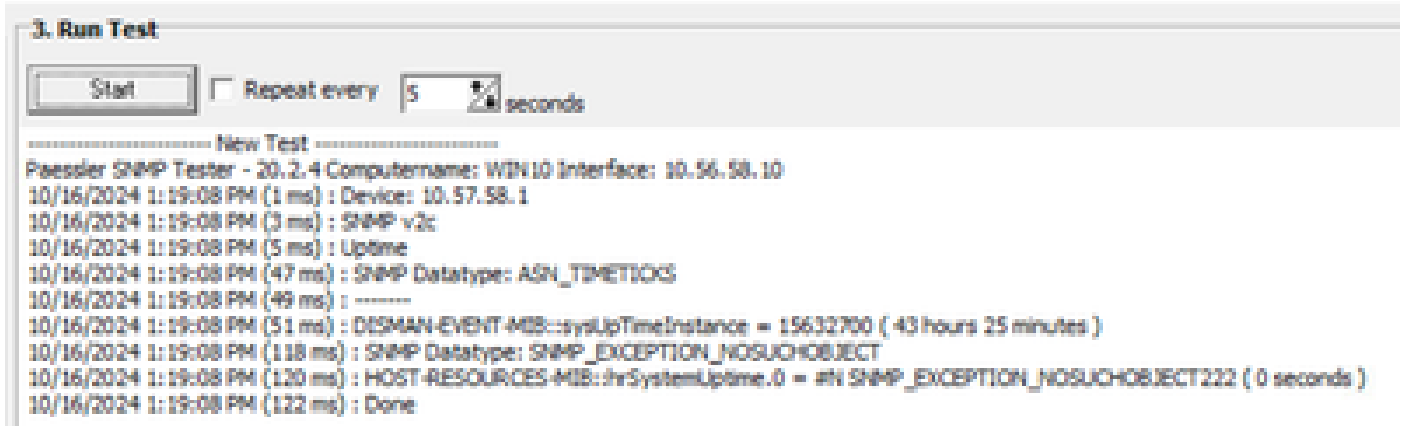 3. Run Test
Start Repeat every 5 seconds
------------------------- New Test -------------------------
Paessler SNMP Tester - 20.2.4 Computername: WIN10 Interface: 10.56.58.10
10/16/2024 1:19:08 PM (1 ms) : Device: 10.57.58.1
10/16/2024 1:19:08 PM (3 ms) : SNMP v2c
10/16/2024 1:19:08 PM (5 ms) : Uptime
10/16/2024 1:19:08 PM (47 ms) : SNMP Datatype: ASN_TIMETICKS
10/16/2024 1:19:08 PM (49 ms) : -------
10/16/2024 1:19:08 PM (51 ms) : DISMAN-EVENT-MIB::sysUpTimeInstance = 15632700 ( 43 hours 25 minutes )
10/16/2024 1:19:08 PM (118 ms) : SNMP Datatype: SNMP_EXCEPTION_NOSUCHOBJECT
10/16/2024 1:19:08 PM (120 ms) : HOST-RESOURCES-MIB::hrSystemUptime.0 = #N SNMP_EXCEPTION_NOSUCHOBJECT222 ( 0 seconds )
10/16/2024 1:19:08 PM (122 ms) : Done